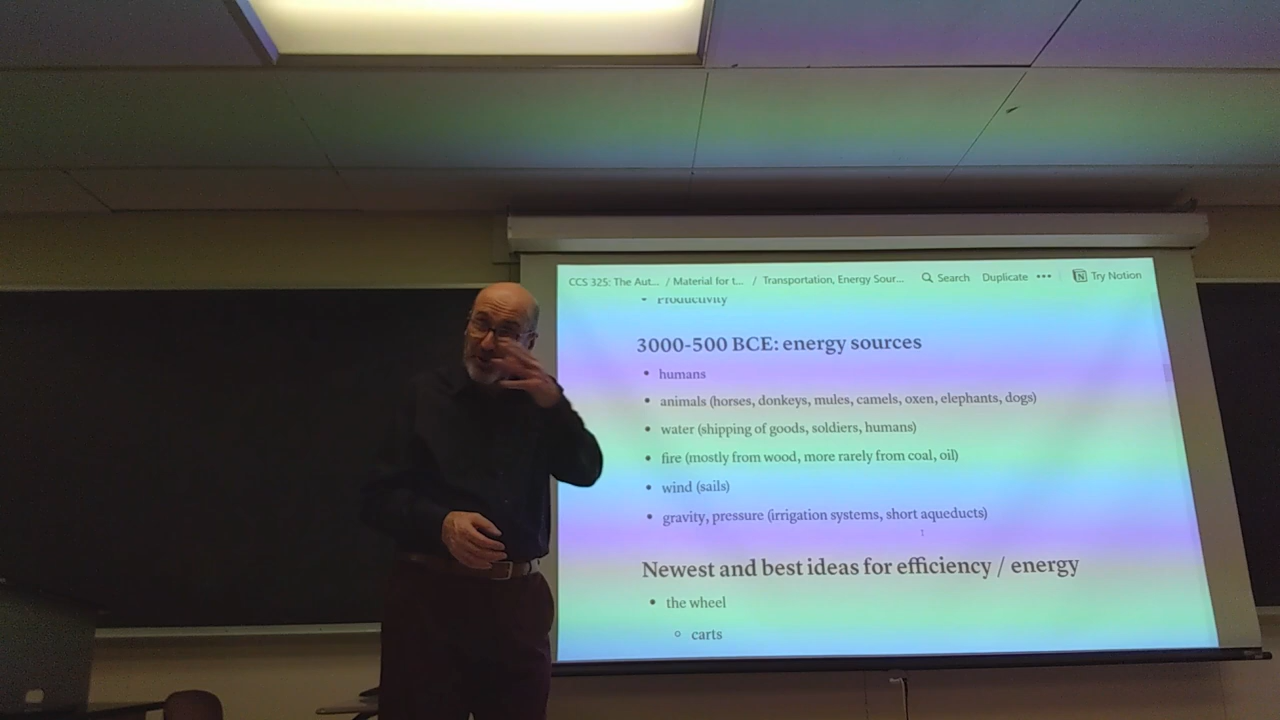 CCS 325: The Aut... / Material for t... / Transportation, Energy Sour... Search Duplicate ••• Try Notion
• Productivity
3000-500 BCE: energy sources
• humans
• animals (horses, donkeys, mules, camels, oxen, elephants, dogs)
• water (shipping of goods, soldiers, humans)
• fire (mostly from wood, more rarely from coal, oil)
• wind (sails)
• gravity, pressure (irrigation systems, short aqueducts)
Newest and best ideas for efficiency / energy
• the wheel
◦ carts